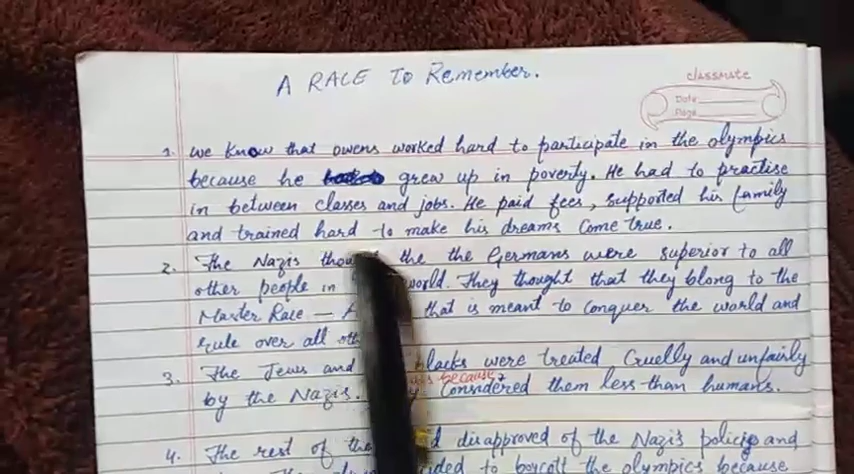 A RACE To Remember.
classmate
Date
Page
1. we know that owens worked hard to participate in the olympics
because he grew up in poverty. He had to practise
in between classes and jobs. He paid fees, supported his family
and trained hard to make his dreams come true.
2. The Nazis the the Germans were superior to all
other people in world. They thought that they blong to the
Master Race — that is meant to conquer the world and
rule over all
3. The Jews and were treated cruelly and unfairly
by the Nazis. because considered them less than humans.
4. The rest of disapproved of the Nazis policies and
to boycott the olympics because